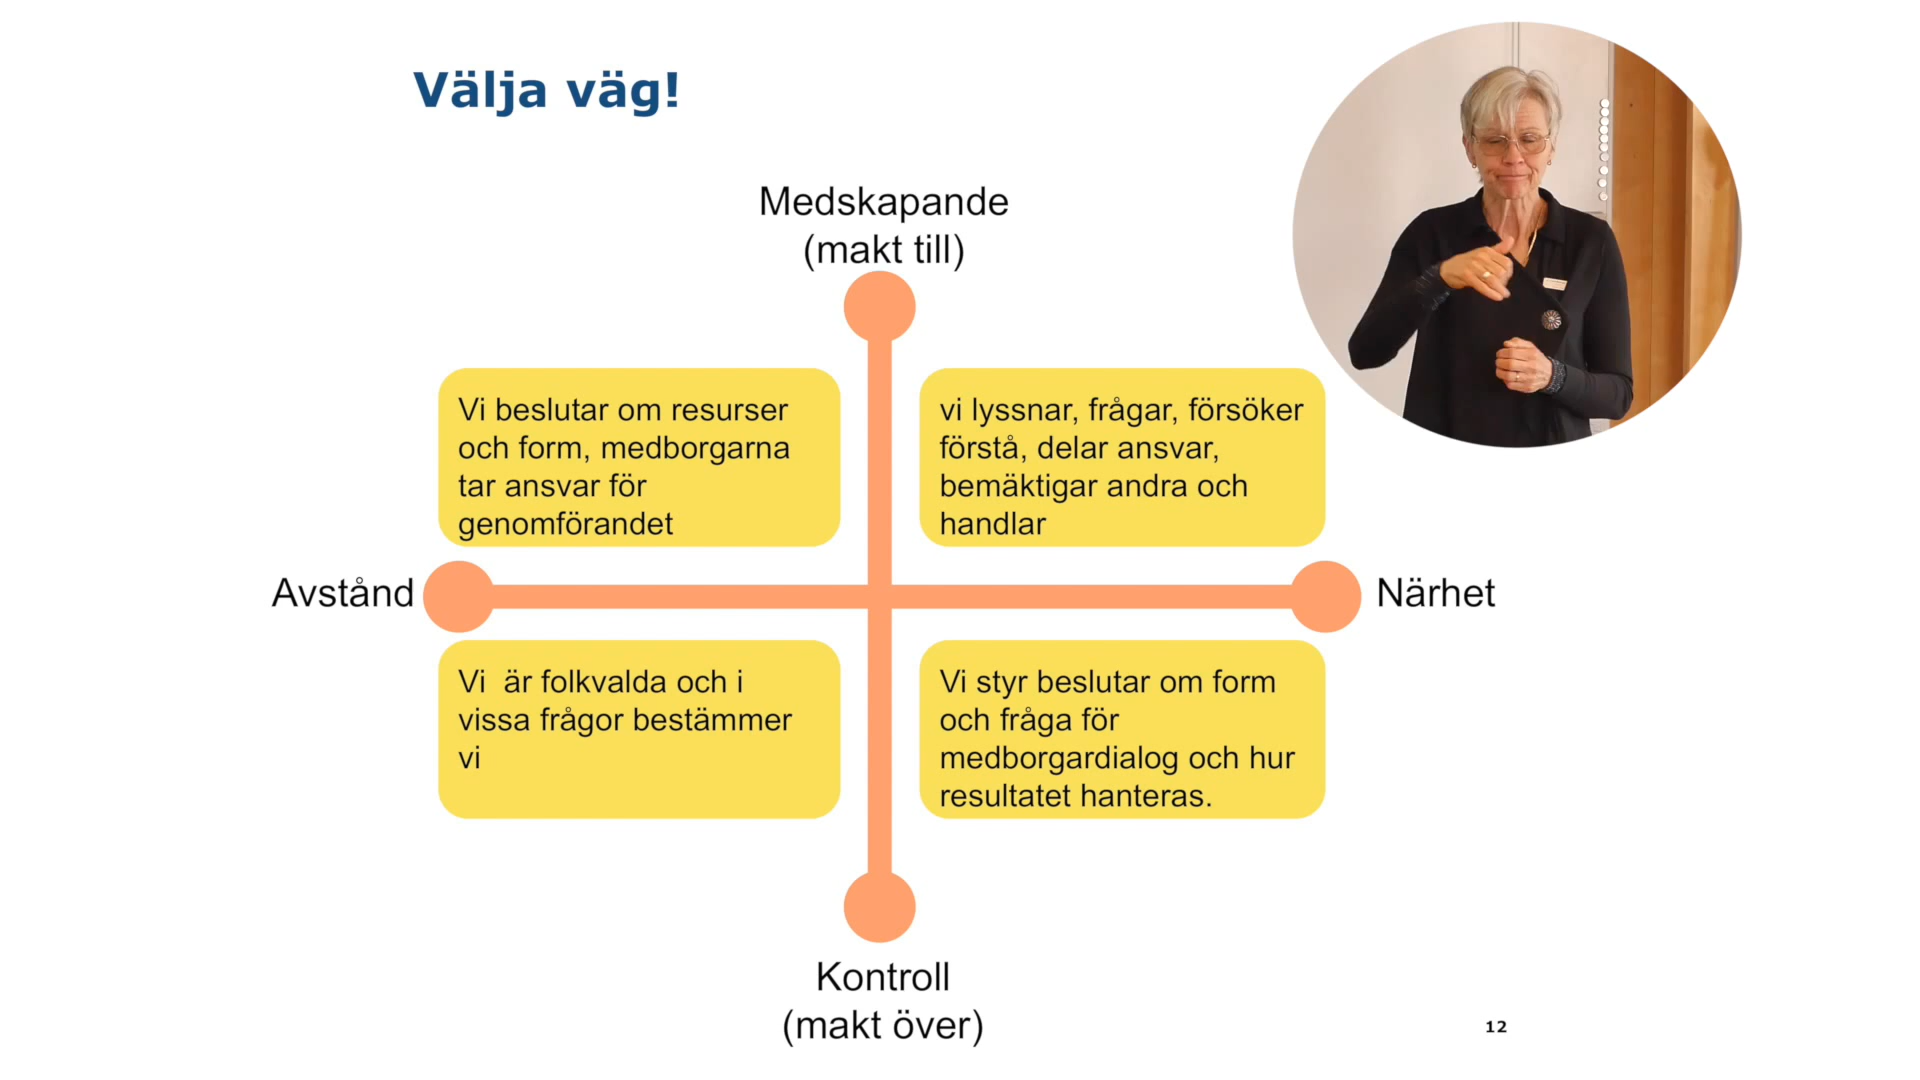 Välja väg!
Medskapande
(makt till)
Vi beslutar om resurser
och form, medborgarna
tar ansvar för
genomförandet
vi lyssnar, frågar, försöker
förstå, delar ansvar,
bemäktigar andra och
handlar
Avstånd
Närhet
Vi  är folkvalda och i
vissa frågor bestämmer
vi
Vi styr beslutar om form
och fråga för
medborgardialog och hur
resultatet hanteras.
Kontroll
(makt över)
12